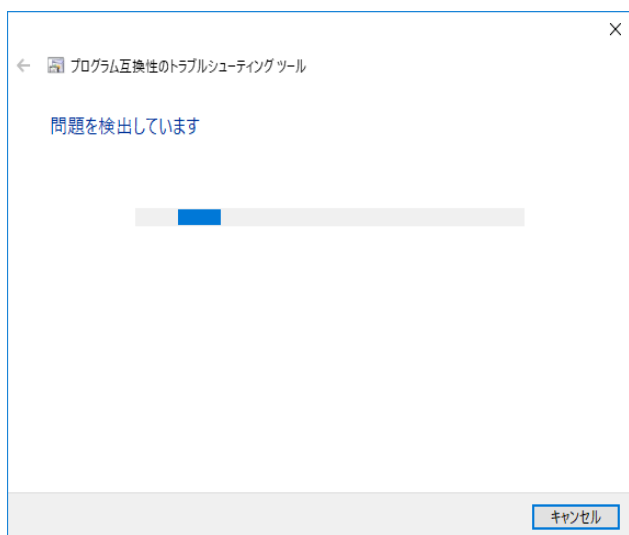 プログラム互換性のトラブルシューティング ツール
問題を検出しています
キャンセル